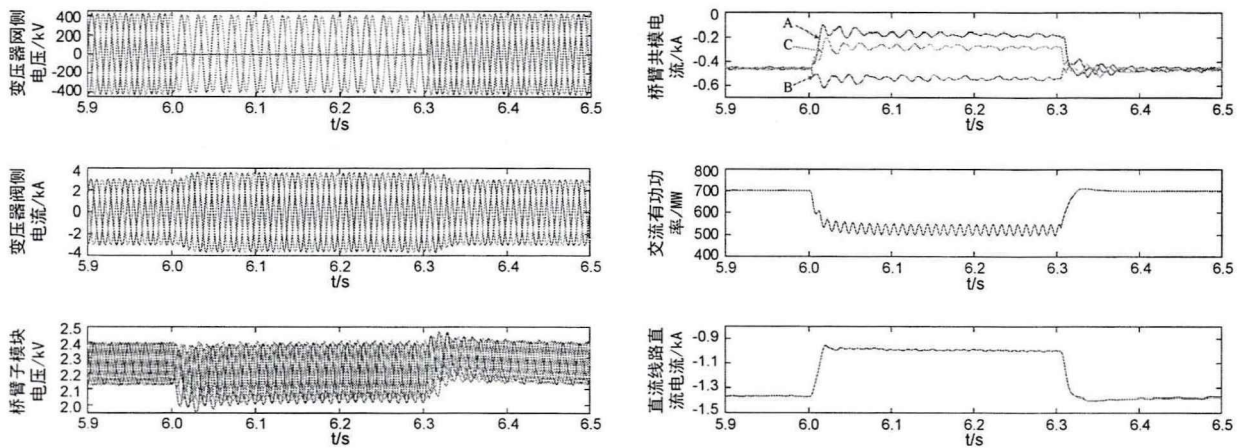 变压器网侧
电压/kV
400
200
0
-200
-400
5.9 6.0 6.1 6.2 6.3 6.4 6.5
t/s
桥臂共模电
流/kA
0
-0.2
-0.4
-0.6
A
C
B
5.9 6.0 6.1 6.2 6.3 6.4 6.5
t/s
变压器阀侧
电流/kA
4
2
0
-2
-4
5.9 6.0 6.1 6.2 6.3 6.4 6.5
t/s
交流有功功
率/MW
800
700
600
500
400
5.9 6.0 6.1 6.2 6.3 6.4 6.5
t/s
桥臂子模块
电压/kV
2.5
2.4
2.3
2.2
2.1
2.0
5.9 6.0 6.1 6.2 6.3 6.4 6.5
t/s
直流线路直
流电流/kA
-0.9
-1.1
-1.3
-1.5
5.9 6.0 6.1 6.2 6.3 6.4 6.5
t/s